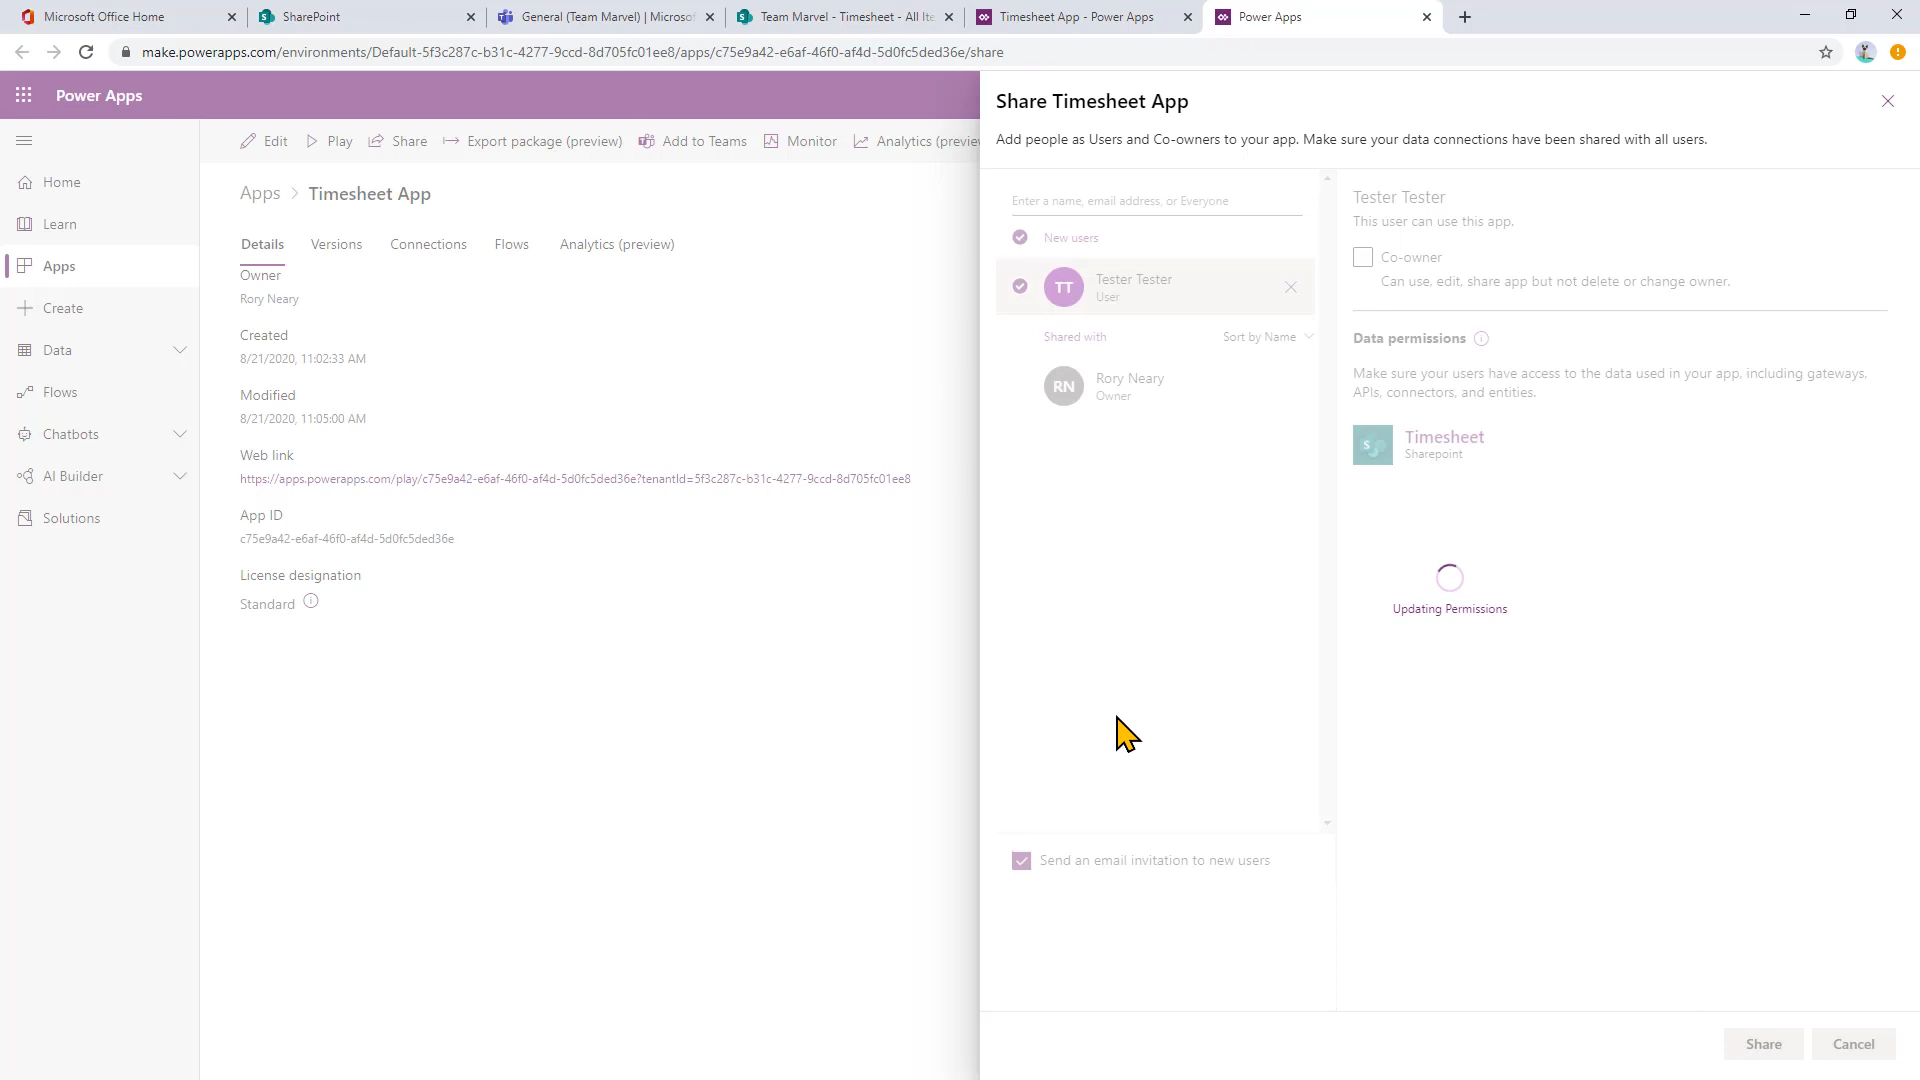 Microsoft Office Home
SharePoint
General (Team Marvel) | Microsof
Team Marvel - Timesheet - All Ite
Timesheet App - Power Apps
Power Apps
make.powerapps.com/environments/Default-5f3c287c-b31c-4277-9ccd-8d705fc01ee8/apps/c75e9a42-e6af-46f0-af4d-5d0fc5ded36e/share
Power Apps
Home
Learn
Apps
Create
Data
Flows
Chatbots
AI Builder
Solutions
Edit
Play
Share
Export package (preview)
Add to Teams
Monitor
Analytics (preview
Apps > Timesheet App
Details
Versions
Connections
Flows
Analytics (preview)
Owner
Rory Neary
Created
8/21/2020, 11:02:33 AM
Modified
8/21/2020, 11:05:00 AM
Web link
https://apps.powerapps.com/play/c75e9a42-e6af-46f0-af4d-5d0fc5ded36e?tenantId=5f3c287c-b31c-4277-9ccd-8d705fc01ee8
App ID
c75e9a42-e6af-46f0-af4d-5d0fc5ded36e
License designation
Standard
Share Timesheet App
Add people as Users and Co-owners to your app. Make sure your data connections have been shared with all users.
Enter a name, email address, or Everyone
New users
TT
Tester Tester
User
Shared with
Sort by Name
RN
Rory Neary
Owner
Send an email invitation to new users
Tester Tester
This user can use this app.
Co-owner
Can use, edit, share app but not delete or change owner.
Data permissions
Make sure your users have access to the data used in your app, including gateways,
APIs, connectors, and entities.
Timesheet
Sharepoint
Updating Permissions
Share
Cancel